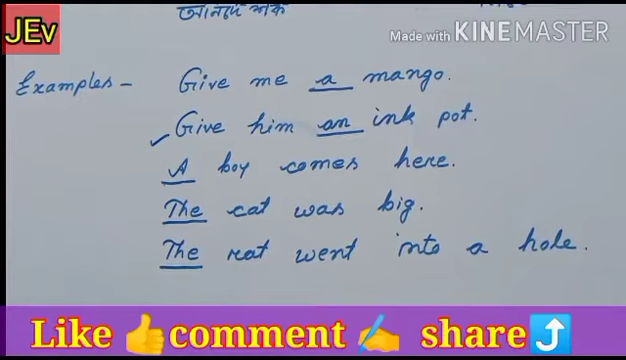 JEv
Made with KINEMASTER
Examples - Give me a mango.
Give him an ink pot.
A boy comes here.
The cat was big.
The rat went into a hole.
Like comment share